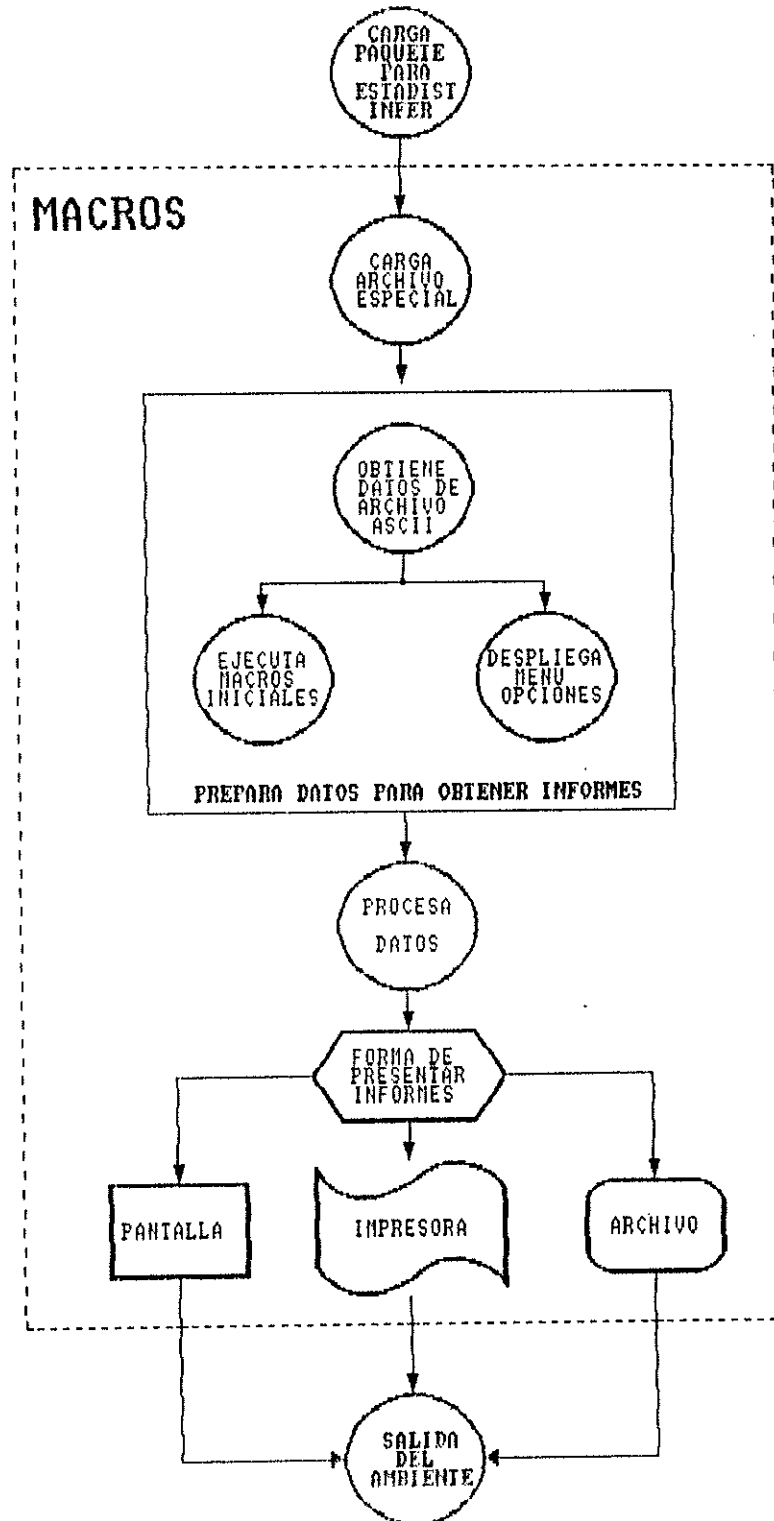 CARGA
PAQUETE
PARA
ESTADIST
INFER
MACROS
CARGA
ARCHIVO
ESPECIAL
OBTIENE
DATOS DE
ARCHIVO
ASCII
EJECUTA
MACROS
INICIALES
DESPLIEGA
MENU
OPCIONES
PREPARA DATOS PARA OBTENER INFORMES
PROCESA
DATOS
FORMA DE
PRESENTAR
INFORMES
PANTALLA
IMPRESORA
ARCHIVO
SALIDA
DEL
AMBIENTE